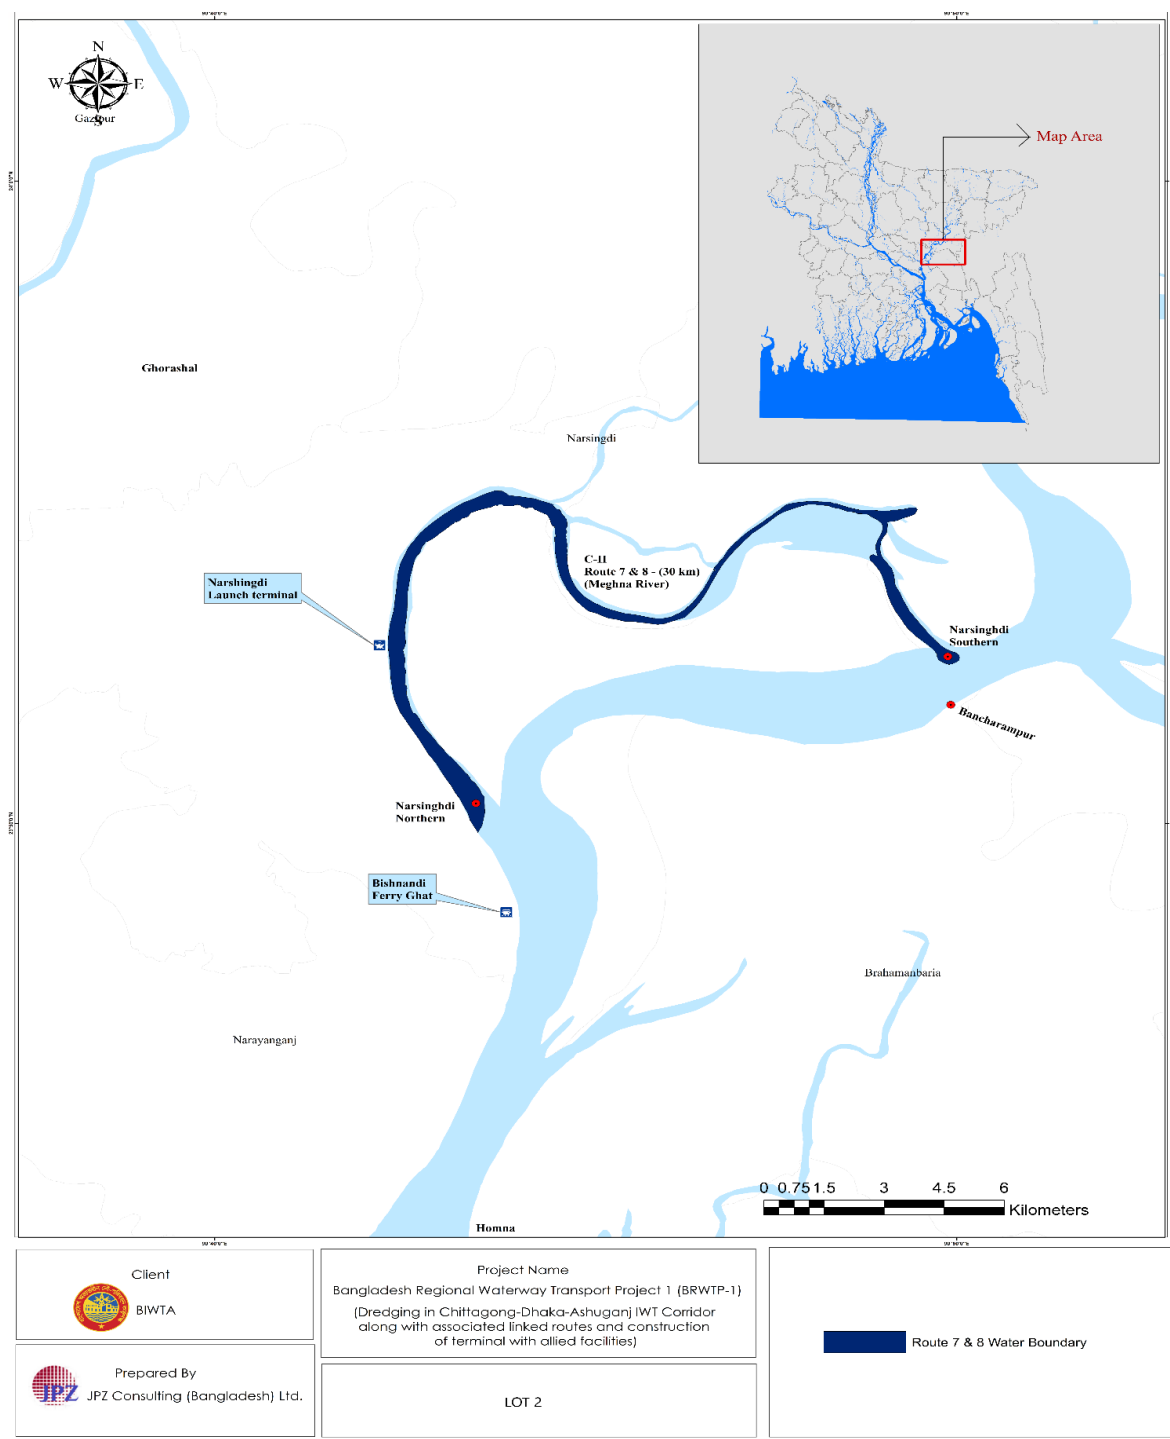 N
W
E
S
Gazipur
Map Area
Ghorashal
Narsingdi
C-II
Route 7 & 8 - (30 km)
(Meghna River)
Narshingdi
Launch terminal
Narsinghdi
Southern
Bancharampur
Narsinghdi
Northern
Bishnandi
Ferry Ghat
Brahamanbaria
Narayanganj
0 0.75 1.5 3 4.5 6
Kilometers
Homna
Client
BIWTA
Prepared By
JPZ
JPZ Consulting (Bangladesh) Ltd.
Project Name
Bangladesh Regional Waterway Transport Project 1 (BRWTP-1)
(Dredging in Chittagong-Dhaka-Ashuganj IWT Corridor
along with associated linked routes and construction
of terminal with allied facilities)
LOT 2
Route 7 & 8 Water Boundary